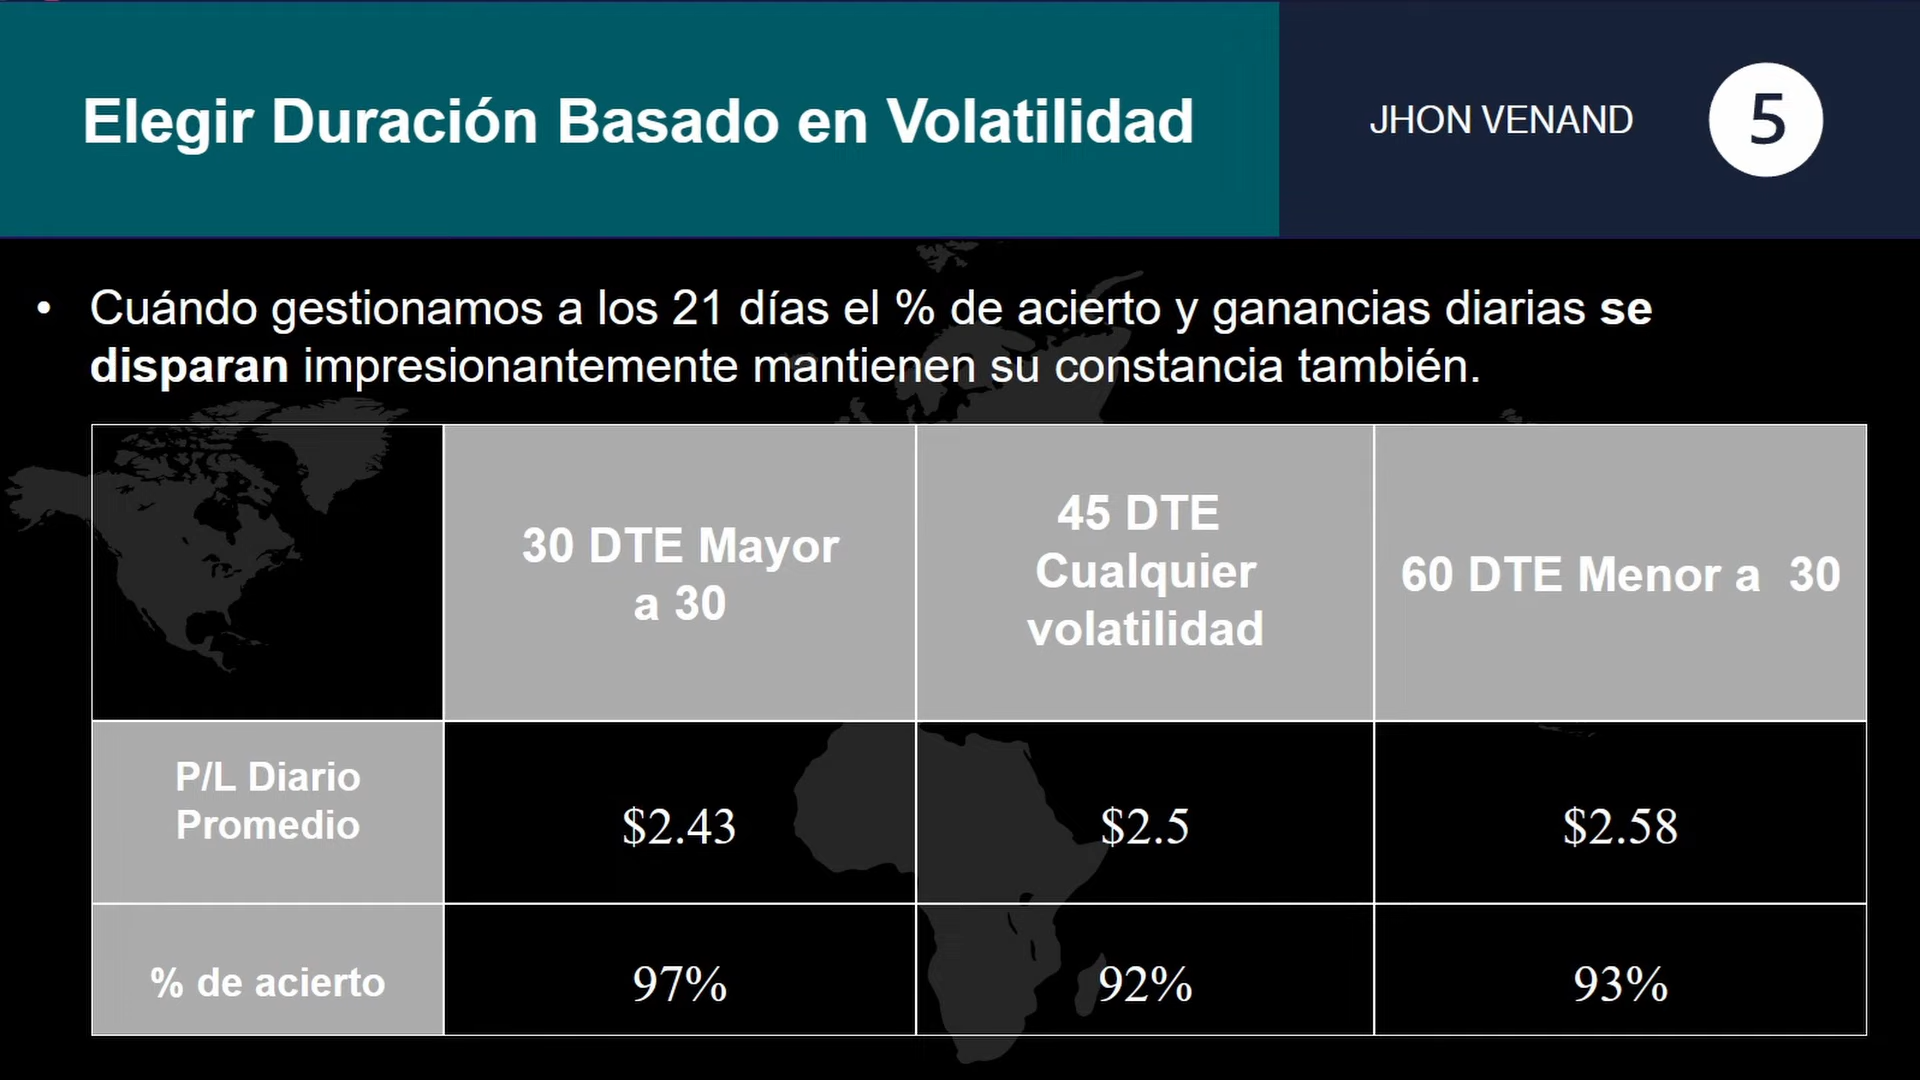 Elegir Duración Basado en Volatilidad
JHON VENAND
5
• Cuándo gestionamos a los 21 días el % de acierto y ganancias diarias se
disparan impresionantemente mantienen su constancia también.
30 DTE Mayor
a 30
45 DTE
Cualquier
volatilidad
60 DTE Menor a  30
P/L Diario
Promedio
$2.43
$2.5
$2.58
% de acierto
97%
92%
93%